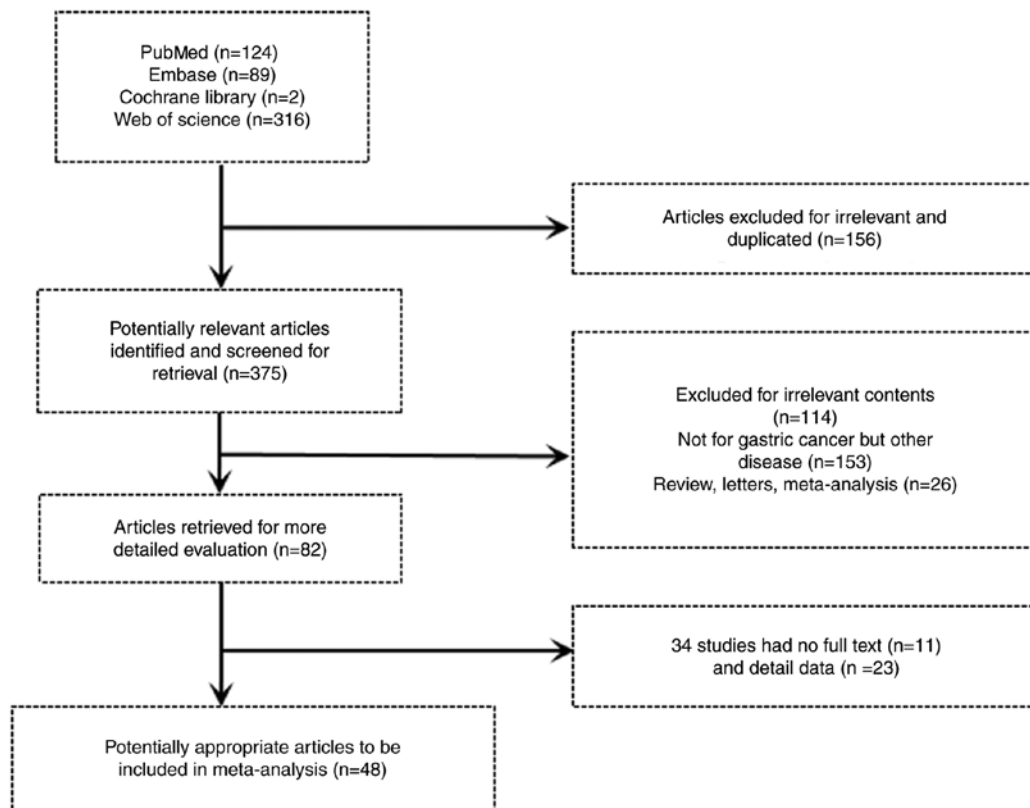 PubMed (n=124)
Embase (n=89)
Cochrane library (n=2)
Web of science (n=316)
Articles excluded for irrelevant and
duplicated (n=156)
Potentially relevant articles
identified and screened for
retrieval (n=375)
Excluded for irrelevant contents
(n=114)
Not for gastric cancer but other
disease (n=153)
Review, letters, meta-analysis (n=26)
Articles retrieved for more
detailed evaluation (n=82)
34 studies had no full text (n=11)
and detail data (n =23)
Potentially appropriate articles to be
included in meta-analysis (n=48)